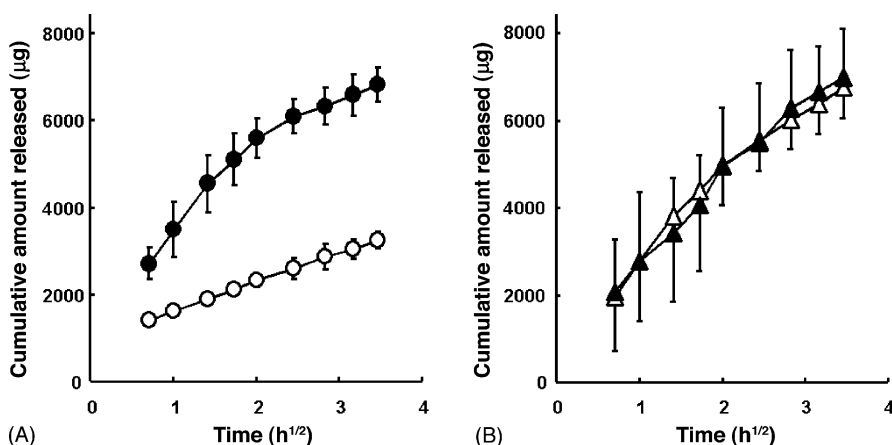 8000
6000
4000
2000
0
0 1 2 3 4
Cumulative amount released (μg)
Time (h1/2)
(A)
8000
6000
4000
2000
0
0 1 2 3 4
Cumulative amount released (μg)
Time (h1/2)
(B)